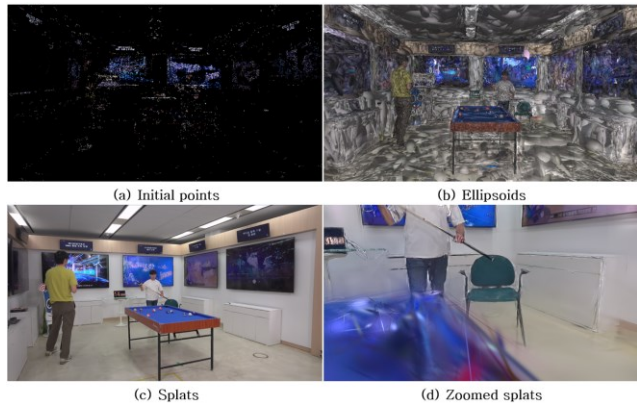 (a) Initial points
(b) Ellipsoids
(c) Splats
(d) Zoomed splats